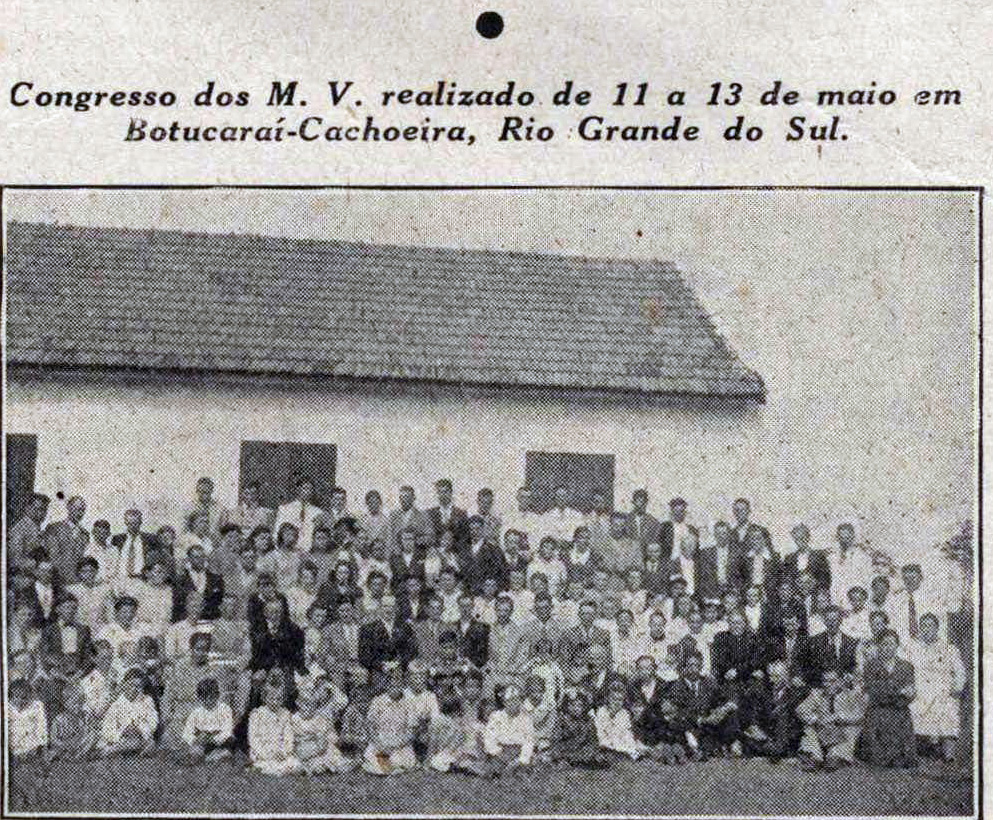 Congresso dos M. V. realizado de 11 a 13 de maio em
Botucaraí-Cachoeira, Rio Grande do Sul.